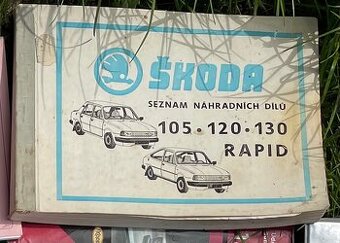 ŠKODA
SEZNAM NÁHRADNÍCH DÍLŮ
105 • 120 • 130
RAPID